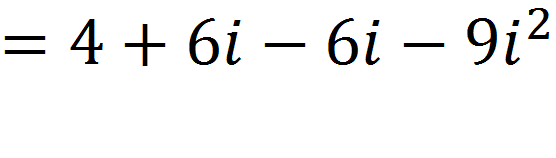 = 4 + 6i − 6i − 9i²